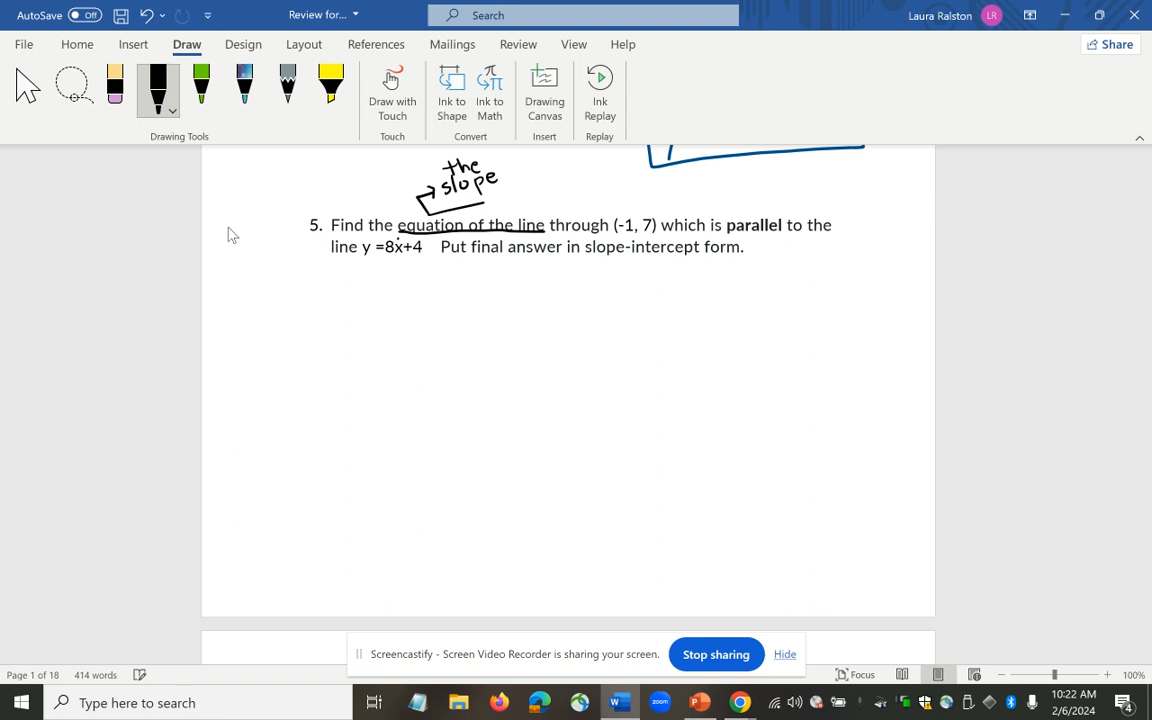 AutoSave Off Review for... Search Laura Ralston LR
File Home Insert Draw Design Layout References Mailings Review View Help Share
Draw with Touch Ink to Shape Ink to Math Drawing Canvas Ink Replay
Drawing Tools Touch Convert Insert Replay
the
slope
5. Find the equation of the line through (-1, 7) which is parallel to the
line y =8x+4 Put final answer in slope-intercept form.
Screencastify - Screen Video Recorder is sharing your screen. Stop sharing Hide
Page 1 of 18 414 words Focus 100%
Type here to search zoom 10:22 AM
2/6/2024 4